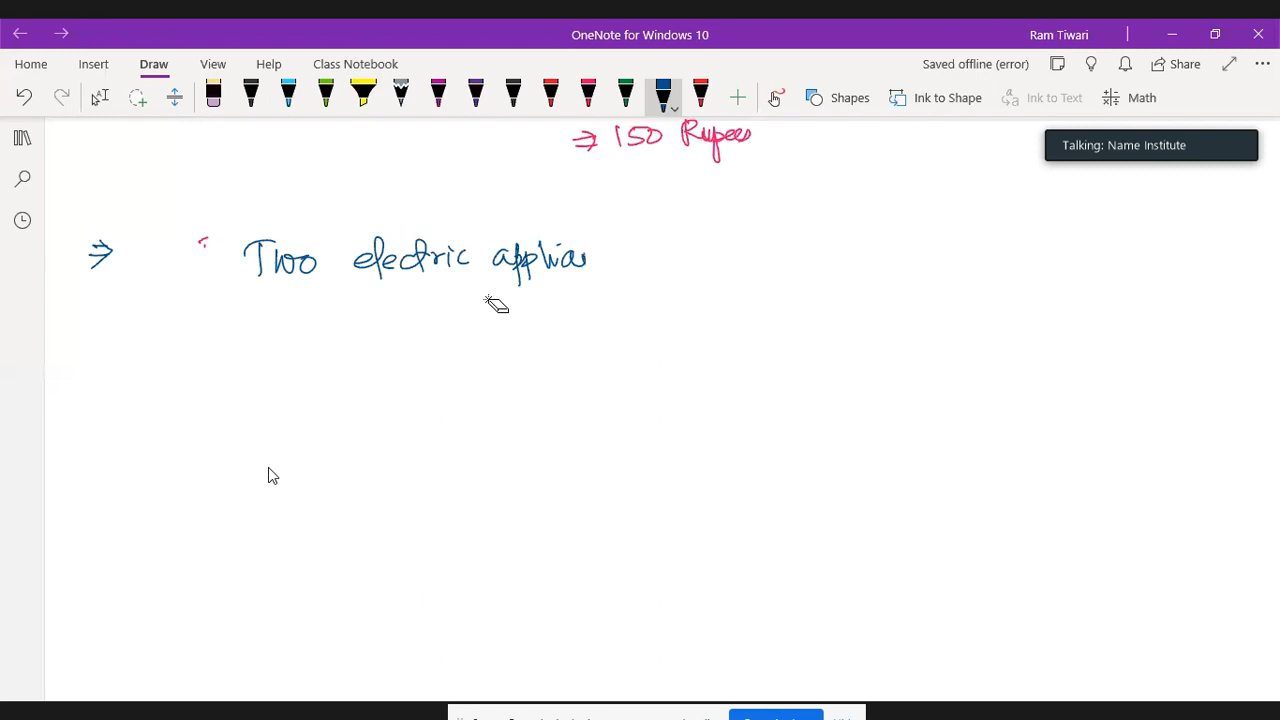 OneNote for Windows 10
Ram Tiwari
Home Insert Draw View Help Class Notebook
Saved offline (error) Share
Shapes Ink to Shape Ink to Text Math
⇒ 150 Rupees
Talking: Name Institute
⇒ Two electric applia